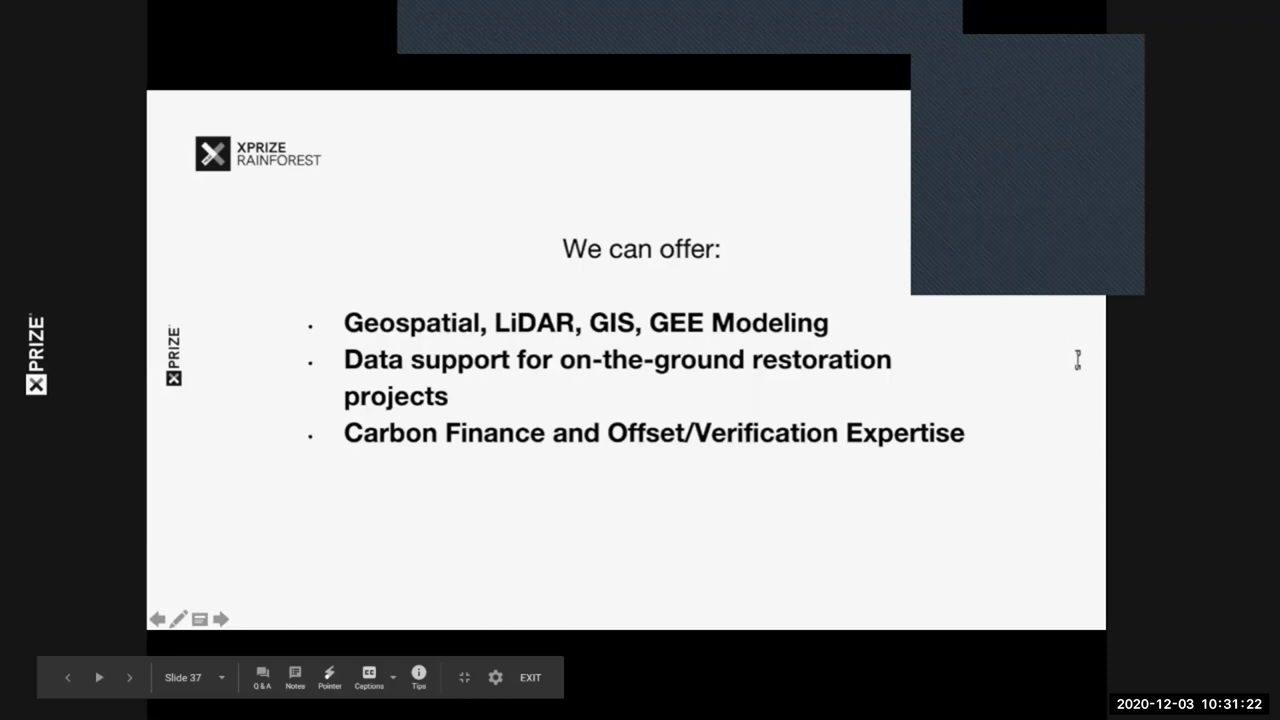 XPRIZE
RAINFOREST
We can offer:
Geospatial, LiDAR, GIS, GEE Modeling
Data support for on-the-ground restoration
projects
Carbon Finance and Offset/Verification Expertise
XPRIZE
XPRIZE
Slide 37
Q & A
Notes
Pointer
Captions
Tips
EXIT
2020-12-03 10:31:22